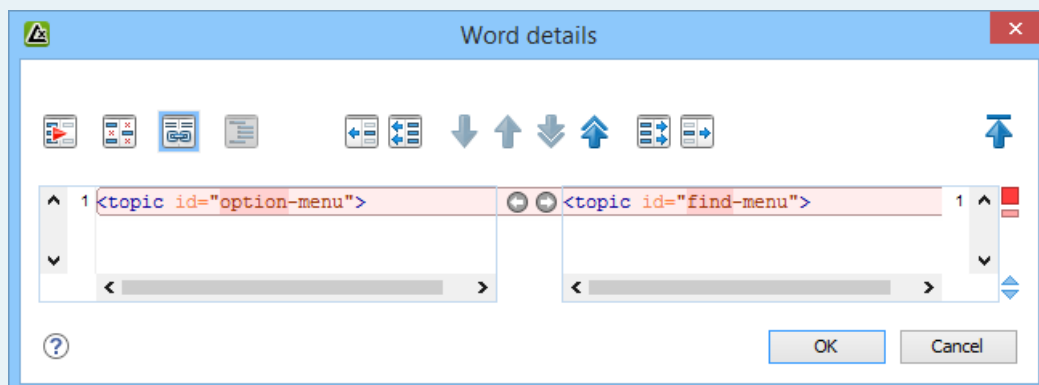 Word details
1 <topic id="option-menu"> <topic id="find-menu"> 1
OK Cancel